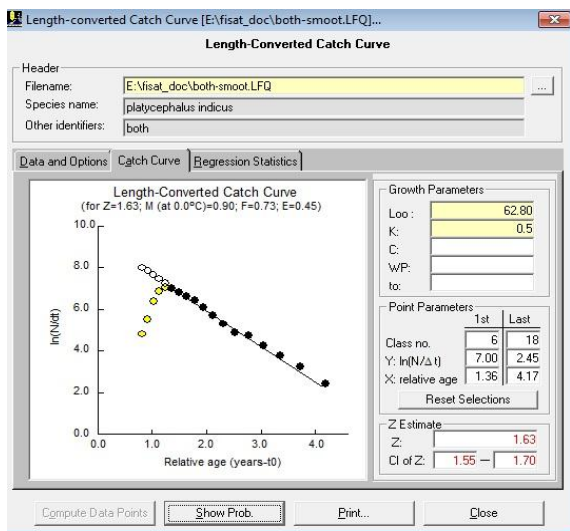 Length-converted Catch Curve [E:\fisat_doc\both-smoot.LFQ]...
Length-Converted Catch Curve
Header
Filename: E:\fisat_doc\both-smoot.LFQ ...
Species name: platycephalus indicus
Other identifiers: both
Data and Options Catch Curve Regression Statistics
Length-Converted Catch Curve
(for Z=1.63; M (at 0.0ºC)=0.90; F=0.73; E=0.45)
10.0
8.0
6.0
4.0
2.0
0.0
ln(N/dt)
0.0 1.0 2.0 3.0 4.0
Relative age (years-t0)
Growth Parameters
Loo : 62.80
K: 0.5
C:
WP:
to:
Point Parameters
1st Last
Class no. 6 18
Y: ln(N/Δ t) 7.00 2.45
X: relative age 1.36 4.17
Reset Selections
Z Estimate
Z: 1.63
CI of Z: 1.55 — 1.70
Compute Data Points Show Prob. Print... Close